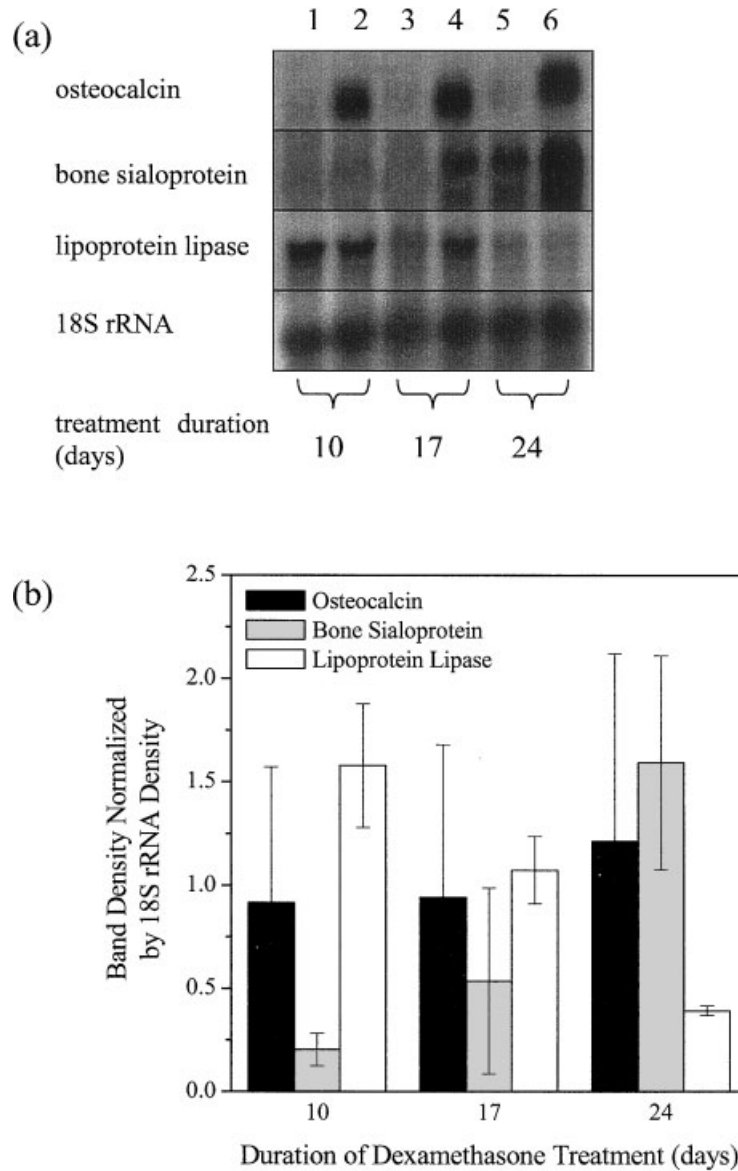 (a)
1 2 3 4 5 6
osteocalcin
bone sialoprotein
lipoprotein lipase
18S rRNA
treatment duration
(days)
10 17 24
(b)
Band Density Normalized
by 18S rRNA Density
2.5
2.0
1.5
1.0
0.5
0.0
Osteocalcin
Bone Sialoprotein
Lipoprotein Lipase
10 17 24
Duration of Dexamethasone Treatment (days)